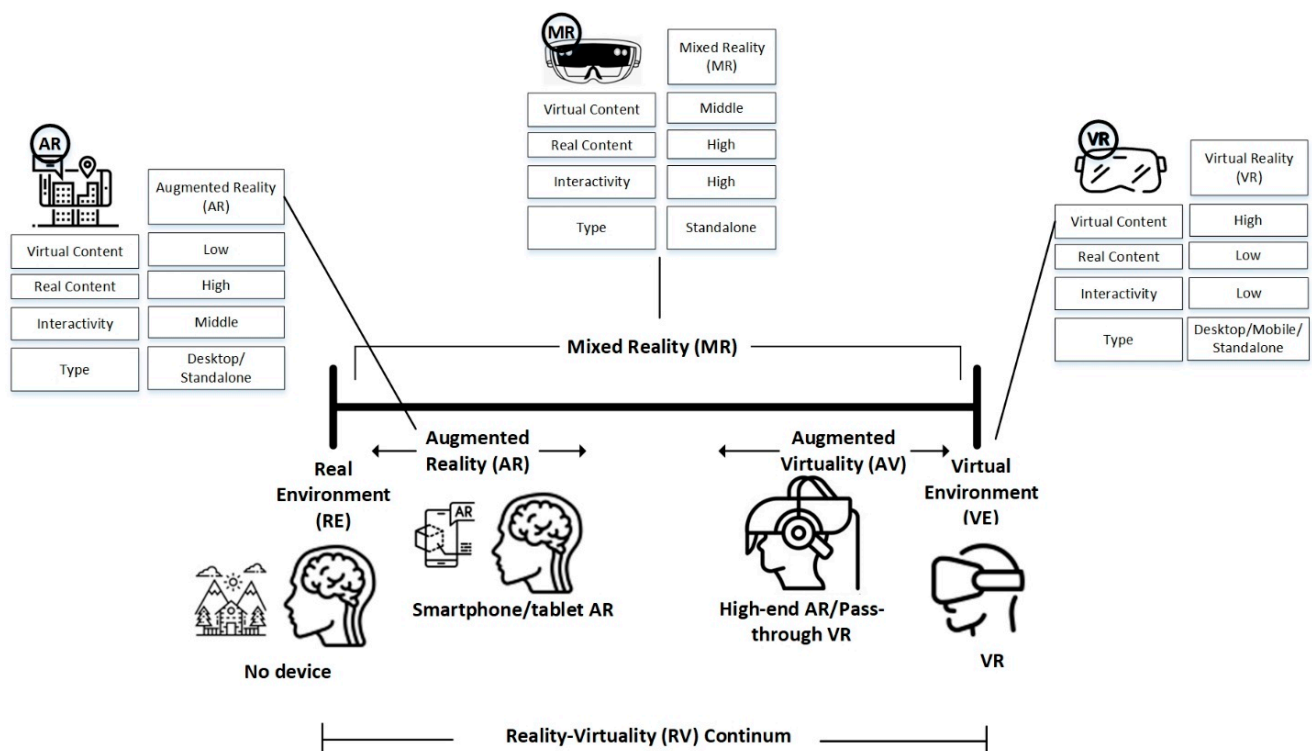 MR
Mixed Reality
(MR)
Virtual Content
Middle
Real Content
High
Interactivity
High
Type
Standalone
AR
Augmented Reality
(AR)
Virtual Content
Low
Real Content
High
Interactivity
Middle
Type
Desktop/
Standalone
VR
Virtual Reality
(VR)
Virtual Content
High
Real Content
Low
Interactivity
Low
Type
Desktop/Mobile/
Standalone
Mixed Reality (MR)
Real
Environment
(RE)
Augmented
Reality (AR)
Augmented
Virtuality (AV)
Virtual
Environment
(VE)
AR
No device
Smartphone/tablet AR
High-end AR/Pass-
through VR
VR
Reality-Virtuality (RV) Continum